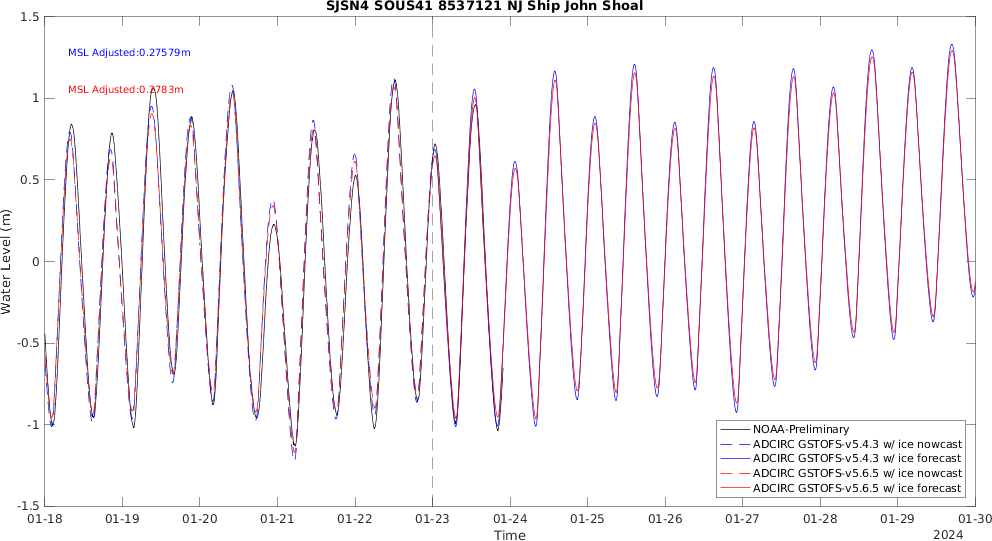 SJSN4 SOUS41 8537121 NJ Ship John Shoal
MSL Adjusted:0.27579m
MSL Adjusted:0.2783m
Water Level (m)
1.5
1
0.5
0
-0.5
-1
-1.5
NOAA-Preliminary
ADCIRC GSTOFS-v5.4.3 w/ ice nowcast
ADCIRC GSTOFS-v5.4.3 w/ ice forecast
ADCIRC GSTOFS-v5.6.5 w/ ice nowcast
ADCIRC GSTOFS-v5.6.5 w/ ice forecast
01-18 01-19 01-20 01-21 01-22 01-23 01-24 01-25 01-26 01-27 01-28 01-29 01-30
Time
2024